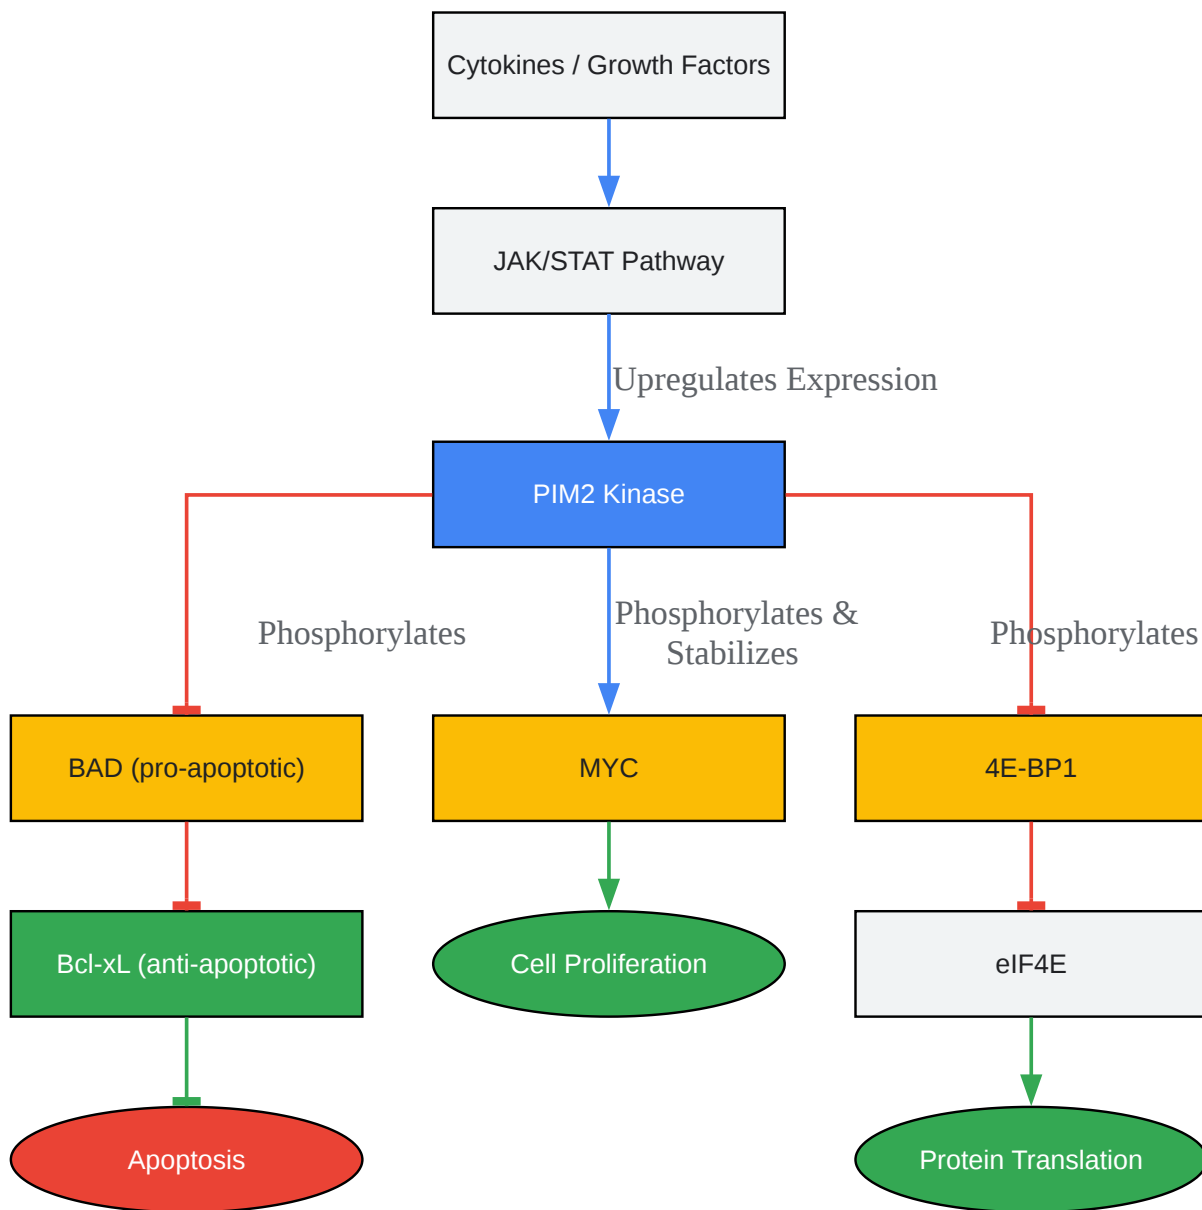 Cytokines / Growth Factors
JAK/STAT Pathway
Upregulates Expression
PIM2 Kinase
Phosphorylates
Phosphorylates &
Stabilizes
Phosphorylates
BAD (pro-apoptotic)
MYC
4E-BP1
Bcl-xL (anti-apoptotic)
Cell Proliferation
eIF4E
Apoptosis
Protein Translation